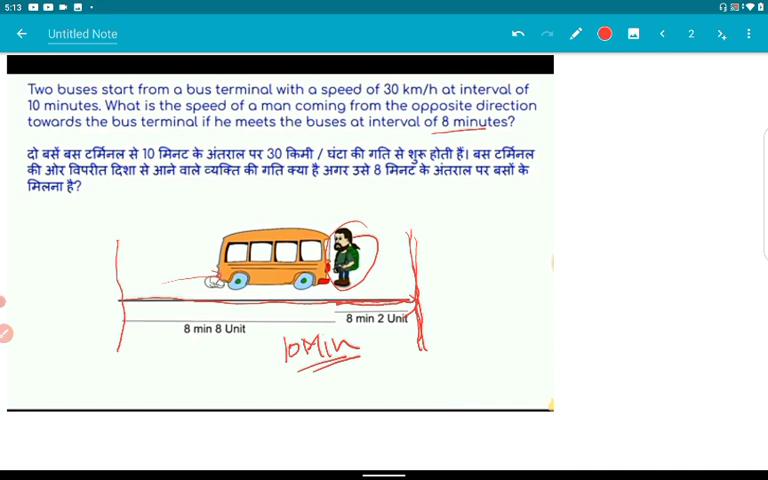 5:13
Untitled Note
2
Two buses start from a bus terminal with a speed of 30 km/h at interval of
10 minutes. What is the speed of a man coming from the opposite direction
towards the bus terminal if he meets the buses at interval of 8 minutes?
दो बसें बस टर्मिनल से 10 मिनट के अंतराल पर 30 किमी / घंटा की गति से शुरू होती हैं। बस टर्मिनल
की ओर विपरीत दिशा से आने वाले व्यक्ति की गति क्या है अगर उसे 8 मिनट के अंतराल पर बसों के
मिलना है?
8 min 2 Unit
8 min 8 Unit
10 Min